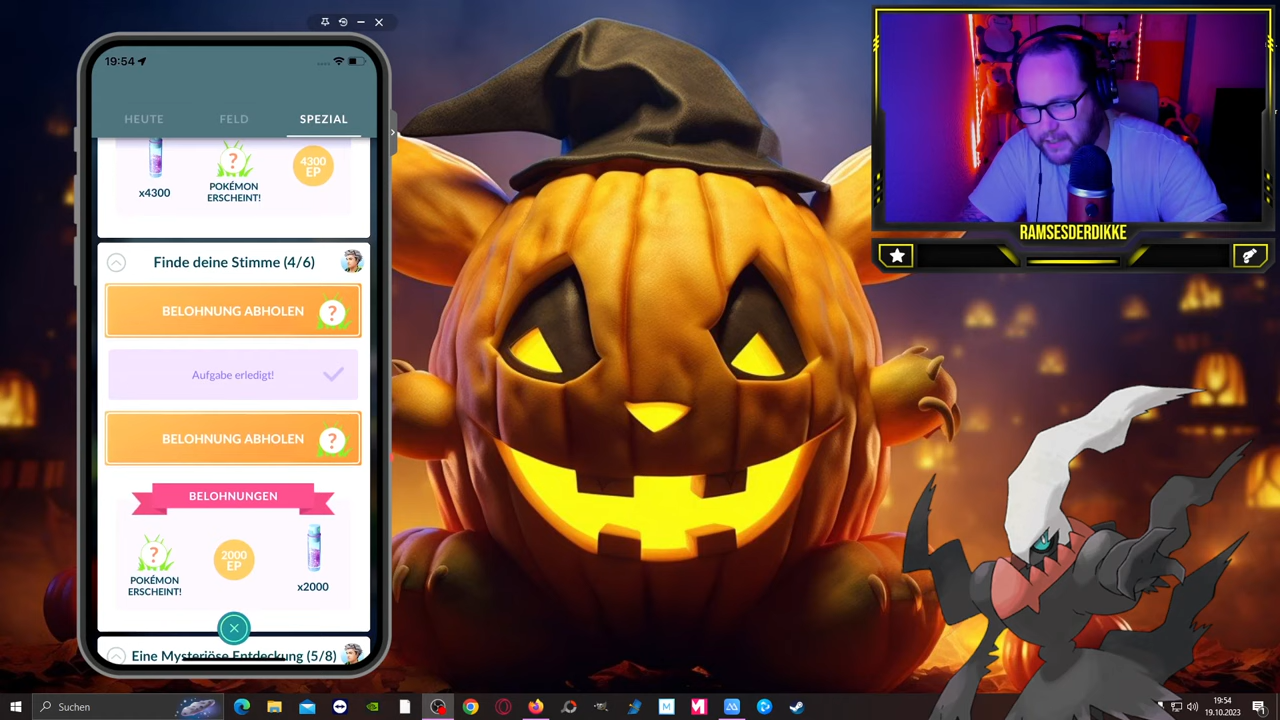 19:54
HEUTE
FELD
SPEZIAL
x4300
POKÉMON
ERSCHEINT!
4300
EP
Finde deine Stimme (4/6)
BELOHNUNG ABHOLEN
?
Aufgabe erledigt!
BELOHNUNG ABHOLEN
?
BELOHNUNGEN
?
POKÉMON
ERSCHEINT!
2000
EP
x2000
Eine Mysteriöse Entdeckung (5/8)
RAMSESDERDIKKE
Suchen
19:54
19.10.2023